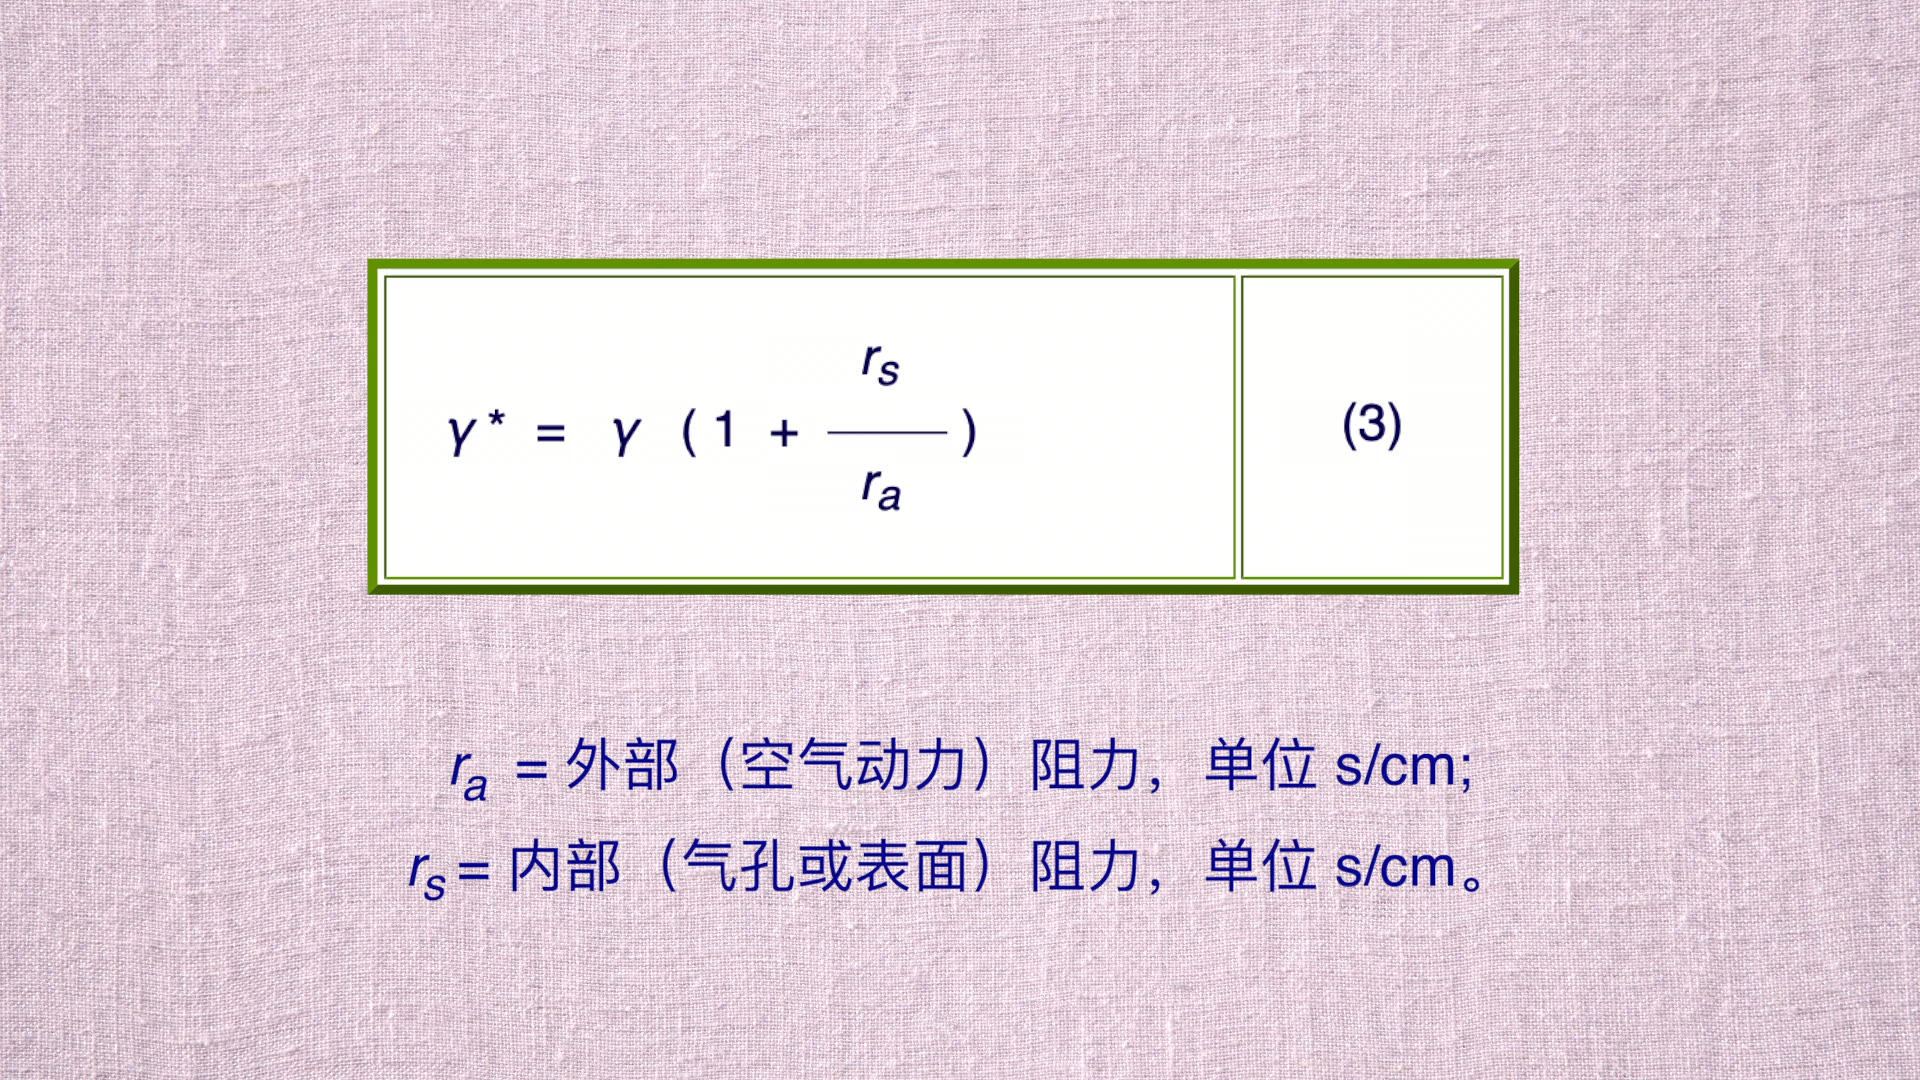 γ* = γ ( 1 + rs / ra ) (3)
ra = 外部（空气动力）阻力，单位 s/cm;
rs = 内部（气孔或表面）阻力，单位 s/cm。